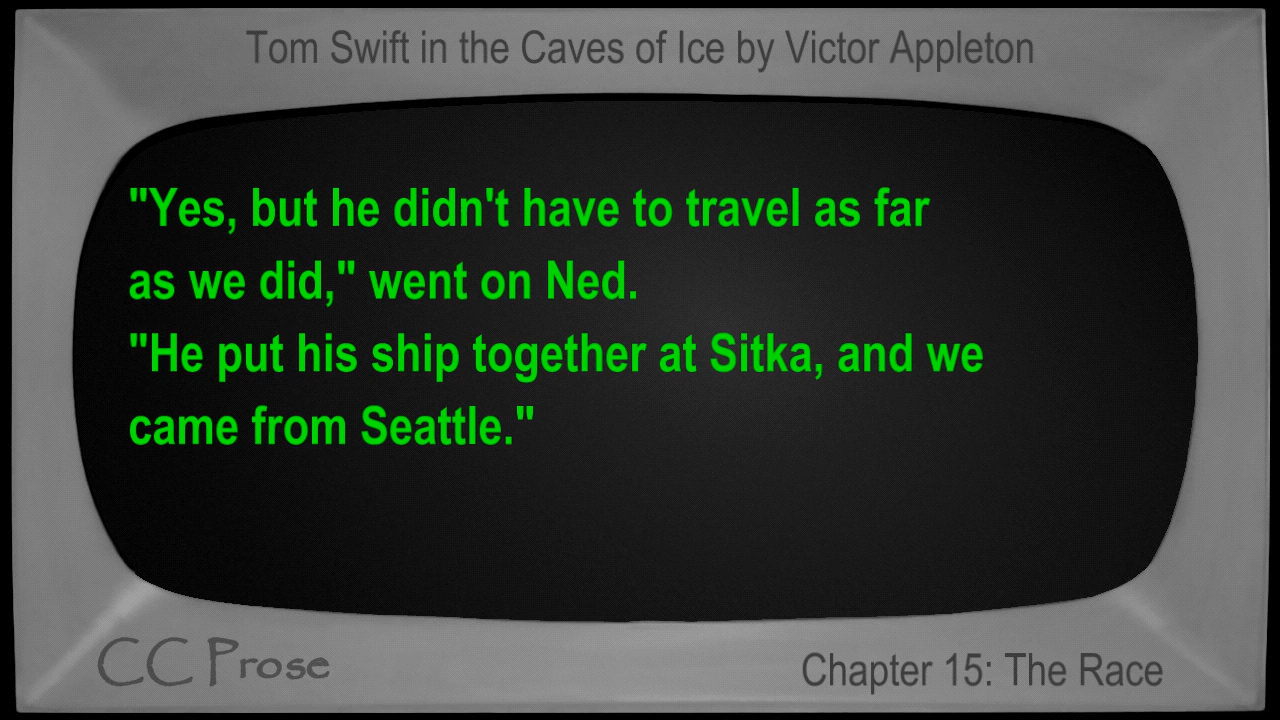 Tom Swift in the Caves of Ice by Victor Appleton
"Yes, but he didn't have to travel as far
as we did," went on Ned.
"He put his ship together at Sitka, and we
came from Seattle."
CC Prose
Chapter 15: The Race